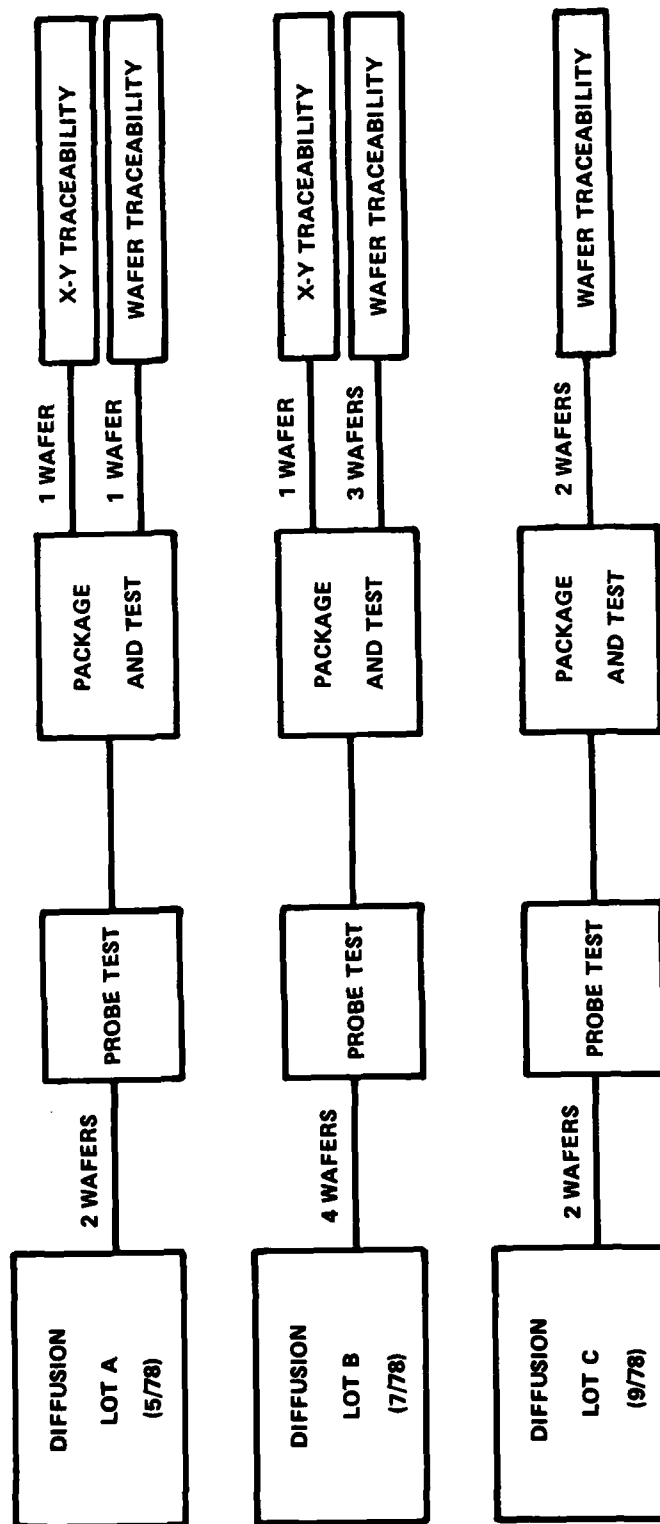 DIFFUSION
LOT A
(5/78)
2 WAFERS
PROBE TEST
PACKAGE
AND TEST
1 WAFER
1 WAFER
X-Y TRACEABILITY
WAFER TRACEABILITY
DIFFUSION
LOT B
(7/78)
4 WAFERS
PROBE TEST
PACKAGE
AND TEST
1 WAFER
3 WAFERS
X-Y TRACEABILITY
WAFER TRACEABILITY
DIFFUSION
LOT C
(9/78)
2 WAFERS
PROBE TEST
PACKAGE
AND TEST
2 WAFERS
WAFER TRACEABILITY